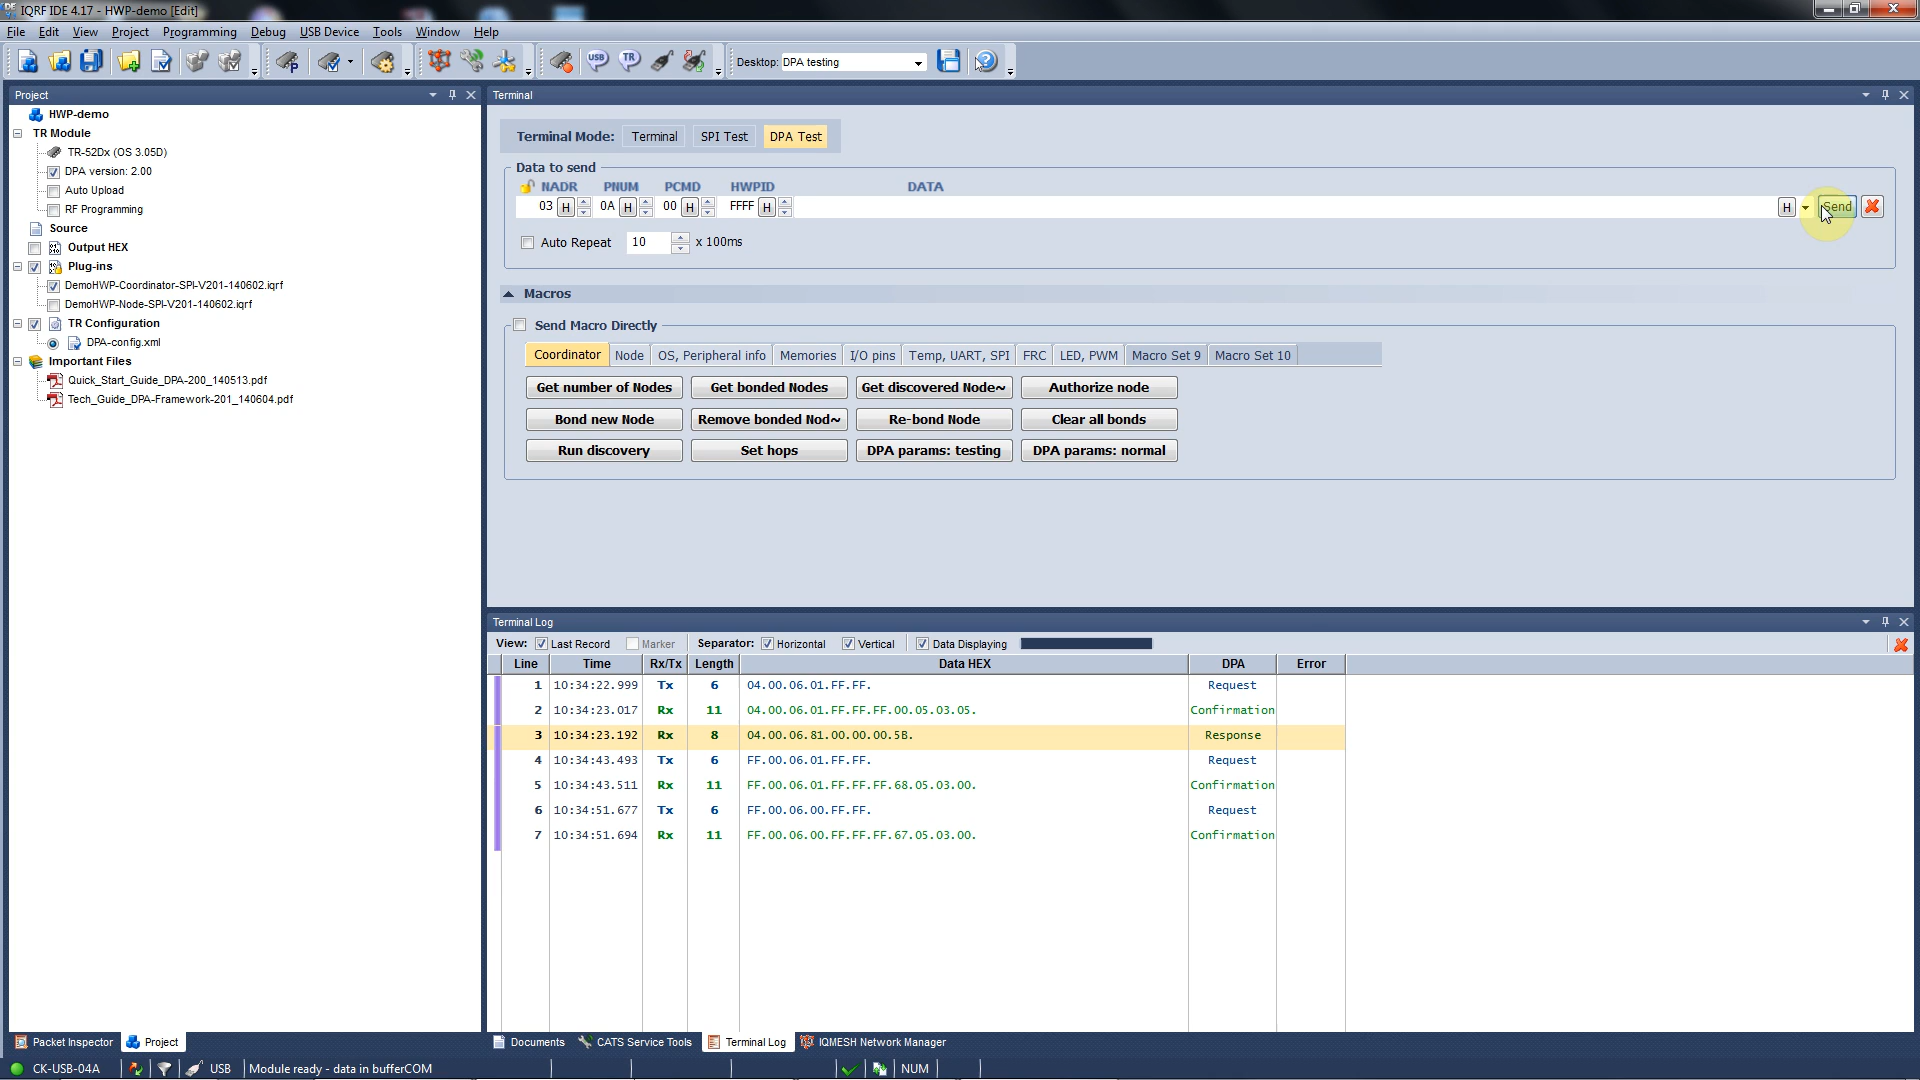 IQRF IDE 4.17 - HWP-demo [Edit]
File Edit View Project Programming Debug USB Device Tools Window Help
USB TR Desktop: DPA testing
Project
HWP-demo
TR Module
TR-52Dx (OS 3.05D)
DPA version: 2.00
Auto Upload
RF Programming
Source
Output HEX
Plug-ins
DemoHWP-Coordinator-SPI-V201-140602.iqrf
DemoHWP-Node-SPI-V201-140602.iqrf
TR Configuration
DPA-config.xml
Important Files
Quick_Start_Guide_DPA-200_140513.pdf
Tech_Guide_DPA-Framework-201_140604.pdf
Terminal
Terminal Mode: Terminal SPI Test DPA Test
Data to send
NADR PNUM PCMD HWPID DATA
03 H 0A H 00 H FFFF H H Send
Auto Repeat 10 x 100ms
Macros
Send Macro Directly
Coordinator Node OS, Peripheral info Memories I/O pins Temp, UART, SPI FRC LED, PWM Macro Set 9 Macro Set 10
Get number of Nodes Get bonded Nodes Get discovered Node~ Authorize node
Bond new Node Remove bonded Nod~ Re-bond Node Clear all bonds
Run discovery Set hops DPA params: testing DPA params: normal
Terminal Log
View: Last Record Marker Separator: Horizontal Vertical Data Displaying
Line Time Rx/Tx Length Data HEX DPA Error
1 10:34:22.999 Tx 6 04.00.06.01.FF.FF. Request
2 10:34:23.017 Rx 11 04.00.06.01.FF.FF.FF.00.05.03.05. Confirmation
3 10:34:23.192 Rx 8 04.00.06.81.00.00.00.5B. Response
4 10:34:43.493 Tx 6 FF.00.06.01.FF.FF. Request
5 10:34:43.511 Rx 11 FF.00.06.01.FF.FF.FF.68.05.03.00. Confirmation
6 10:34:51.677 Tx 6 FF.00.06.00.FF.FF. Request
7 10:34:51.694 Rx 11 FF.00.06.00.FF.FF.FF.67.05.03.00. Confirmation
Packet Inspector Project Documents CATS Service Tools Terminal Log IQMESH Network Manager
CK-USB-04A USB Module ready - data in bufferCOM NUM